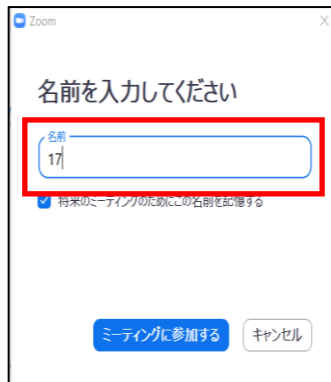 Zoom
名前を入力してください
名前
17
将来のミーティングのためにこの名前を記憶する
ミーティングに参加する
キャンセル